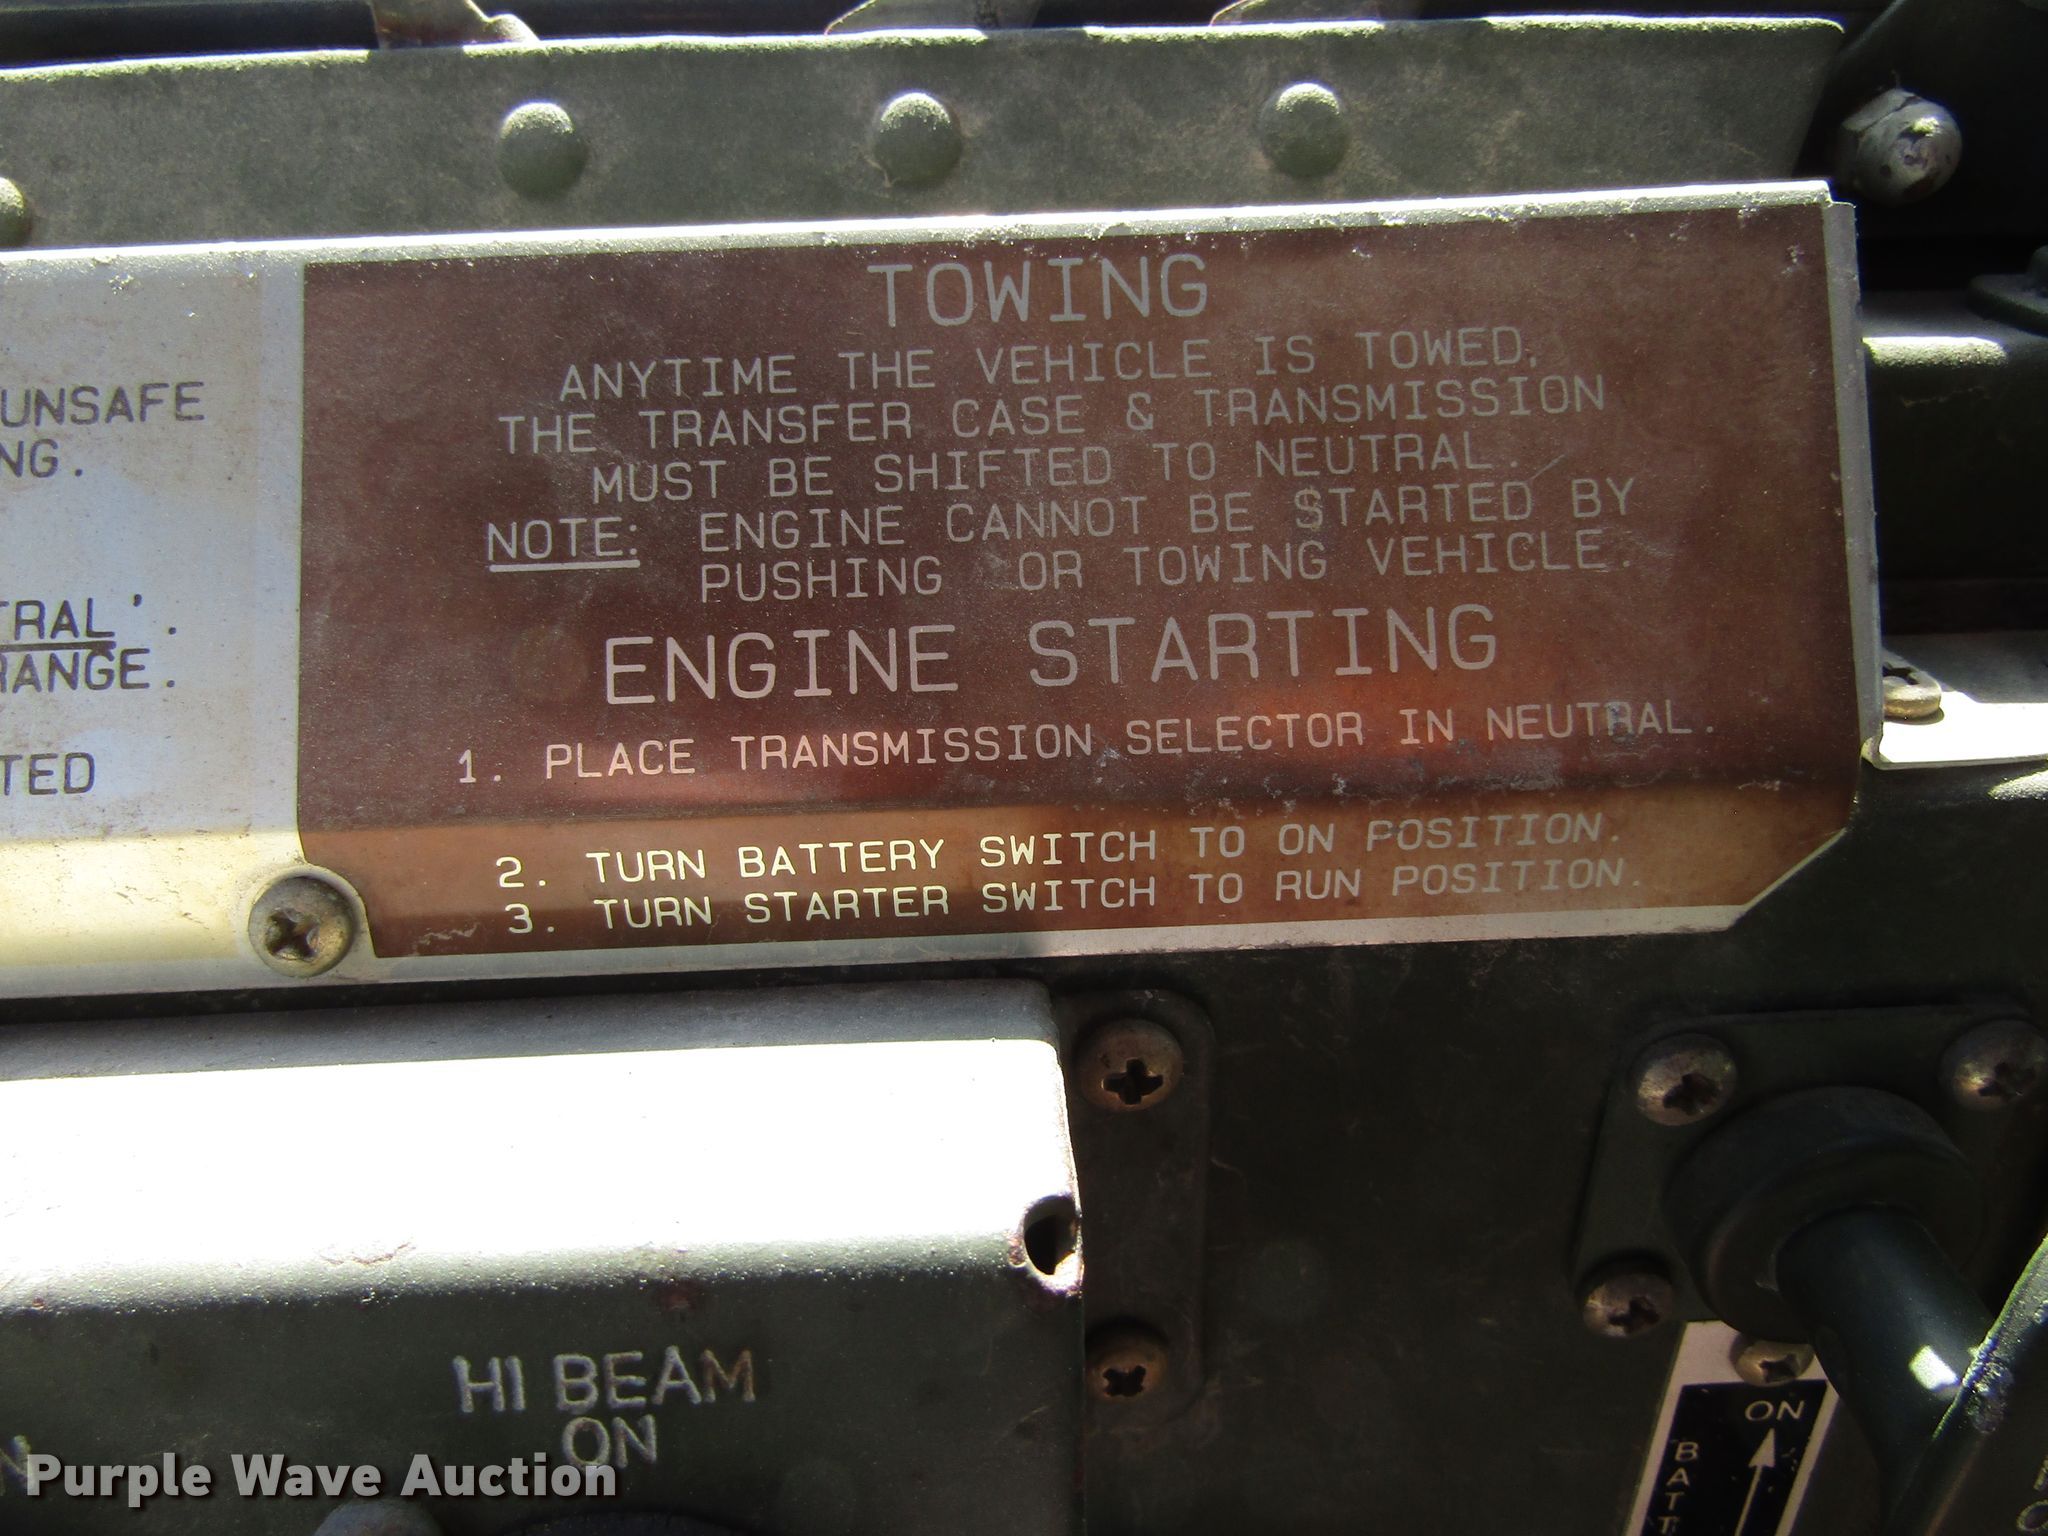 TOWING
ANYTIME THE VEHICLE IS TOWED,
THE TRANSFER CASE & TRANSMISSION
MUST BE SHIFTED TO NEUTRAL.
NOTE: ENGINE CANNOT BE STARTED BY
PUSHING OR TOWING VEHICLE.
ENGINE STARTING
1. PLACE TRANSMISSION SELECTOR IN NEUTRAL.
2. TURN BATTERY SWITCH TO ON POSITION.
3. TURN STARTER SWITCH TO RUN POSITION.
UNSAFE
NG.
TRAL'.
RANGE.
TED
HI BEAM
ON
ON
BATT
Purple Wave Auction